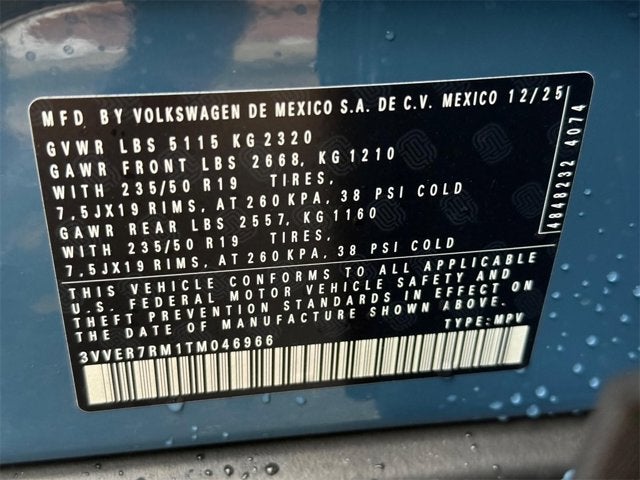 MFD. BY VOLKSWAGEN DE MEXICO S.A. DE C.V. MEXICO 12/25
GVWR LBS 5115 KG 2320
GAWR FRONT LBS 2668, KG 1210
WITH 235/50 R19 TIRES,
7,5JX19 RIMS, AT 260 KPA, 38 PSI COLD
GAWR REAR LBS 2557, KG 1160
WITH 235/50 R19 TIRES,
7,5JX19 RIMS, AT 260 KPA, 38 PSI COLD
THIS VEHICLE CONFORMS TO ALL APPLICABLE
U.S. FEDERAL MOTOR VEHICLE SAFETY AND
THEFT PREVENTION STANDARDS IN EFFECT ON
THE DATE OF MANUFACTURE SHOWN ABOVE.
3VVER7RM1TM046966 TYPE: MPV
4848232 4074